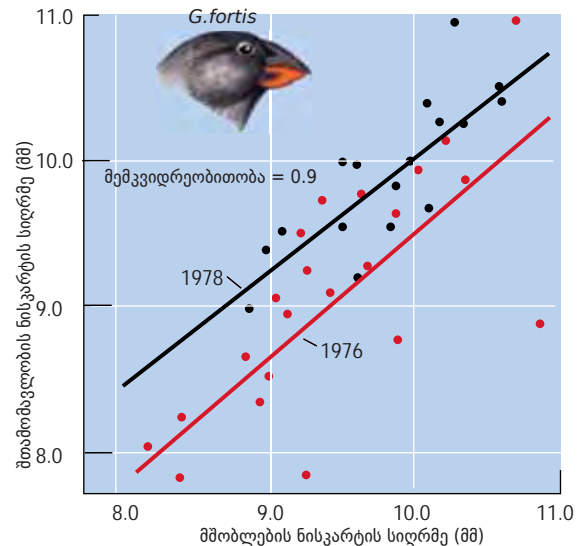 G.fortis
11.0
10.0
9.0
8.0
შთამომავლობის ნისკარტის სიღრმე (მმ)
მემკვიდრეობითობა = 0.9
1978
1976
8.0 9.0 10.0 11.0
მშობლების ნისკარტის სიღრმე (მმ)